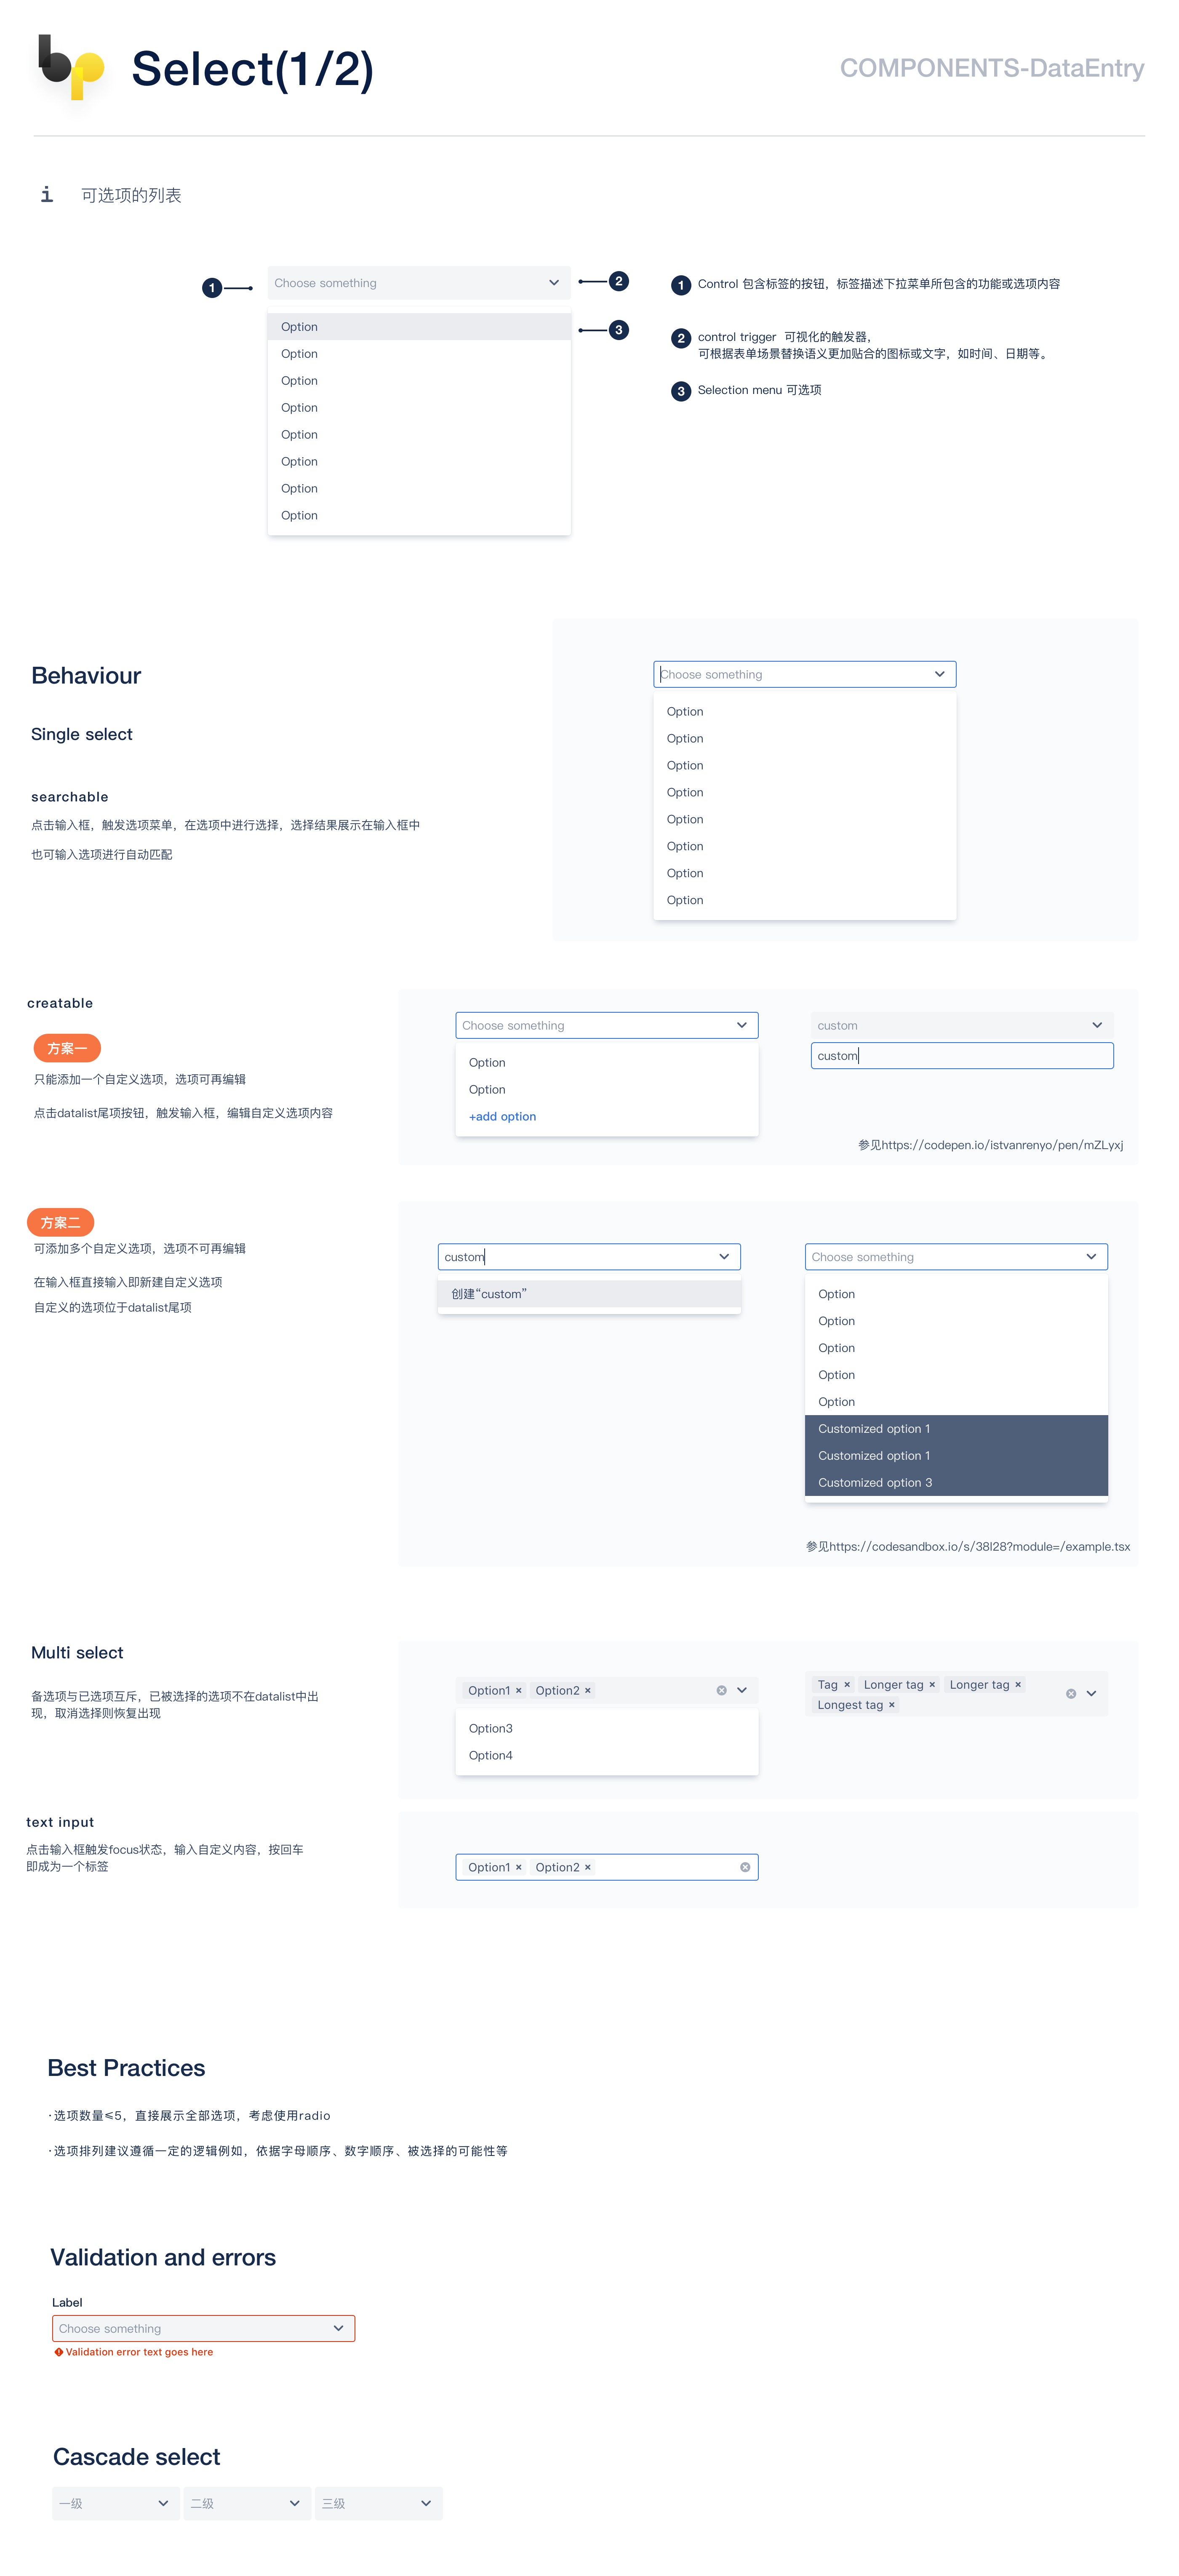 bp
Select(1/2)
COMPONENTS-DataEntry
i 可选项的列表
1
Choose something
2
3
Option
Option
Option
Option
Option
Option
Option
Option
1 Control 包含标签的按钮，标签描述下拉菜单所包含的功能或选项内容
2 control trigger 可视化的触发器，
可根据表单场景替换语义更加贴合的图标或文字，如时间、日期等。
3 Selection menu 可选项
Behaviour
Single select
searchable
点击输入框，触发选项菜单，在选项中进行选择，选择结果展示在输入框中
也可输入选项进行自动匹配
Choose something
Option
Option
Option
Option
Option
Option
Option
Option
creatable
方案一
只能添加一个自定义选项，选项可再编辑
点击datalist尾项按钮，触发输入框，编辑自定义选项内容
Choose something
Option
Option
+add option
custom
custom
参见https://codepen.io/istvanrenyo/pen/mZLyxj
方案二
可添加多个自定义选项，选项不可再编辑
在输入框直接输入即新建自定义选项
自定义的选项位于datalist尾项
custom
创建“custom”
Choose something
Option
Option
Option
Option
Option
Customized option 1
Customized option 1
Customized option 3
参见https://codesandbox.io/s/38l28?module=/example.tsx
Multi select
备选项与已选项互斥，已被选择的选项不在datalist中出
现，取消选择则恢复出现
Option1 × Option2 ×
Option3
Option4
Tag × Longer tag × Longer tag ×
Longest tag ×
text input
点击输入框触发focus状态，输入自定义内容，按回车
即成为一个标签
Option1 × Option2 ×
Best Practices
·选项数量≤5，直接展示全部选项，考虑使用radio
·选项排列建议遵循一定的逻辑例如，依据字母顺序、数字顺序、被选择的可能性等
Validation and errors
Label
Choose something
Validation error text goes here
Cascade select
一级 二级 三级